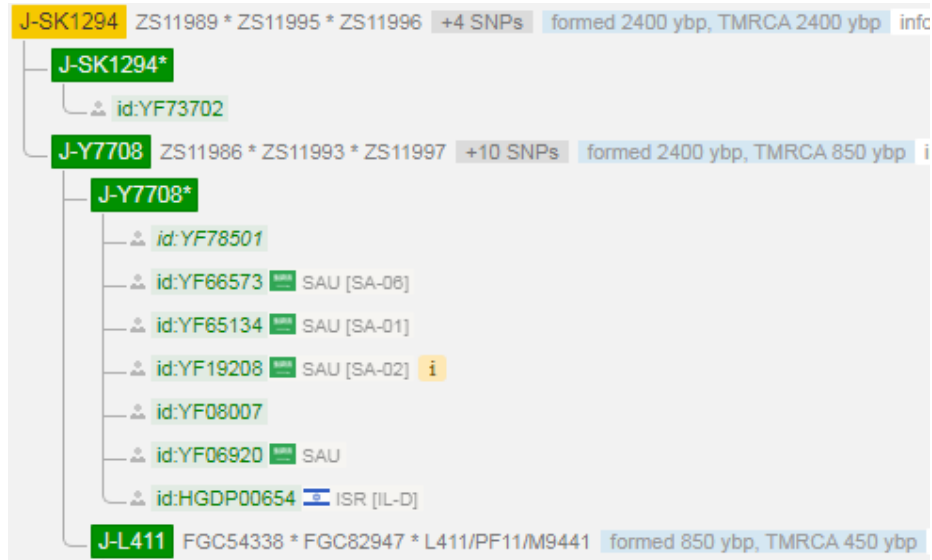 J-SK1294 ZS11989 * ZS11995 * ZS11996 +4 SNPs formed 2400 ybp, TMRCA 2400 ybp info
J-SK1294*
id:YF73702
J-Y7708 ZS11986 * ZS11993 * ZS11997 +10 SNPs formed 2400 ybp, TMRCA 850 ybp i
J-Y7708*
id:YF78501
id:YF66573 SAU [SA-06]
id:YF65134 SAU [SA-01]
id:YF19208 SAU [SA-02] i
id:YF08007
id:YF06920 SAU
id:HGDP00654 ISR [IL-D]
J-L411 FGC54338 * FGC82947 * L411/PF11/M9441 formed 850 ybp, TMRCA 450 ybp